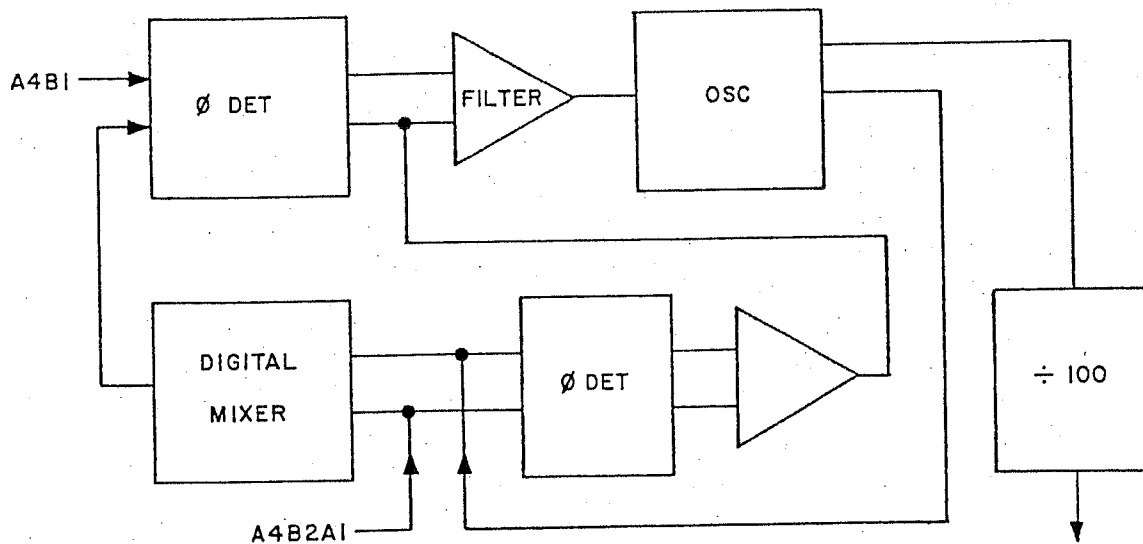 A4B1
Ø DET
FILTER
OSC
DIGITAL
MIXER
Ø DET
÷ 100
A4B2A1